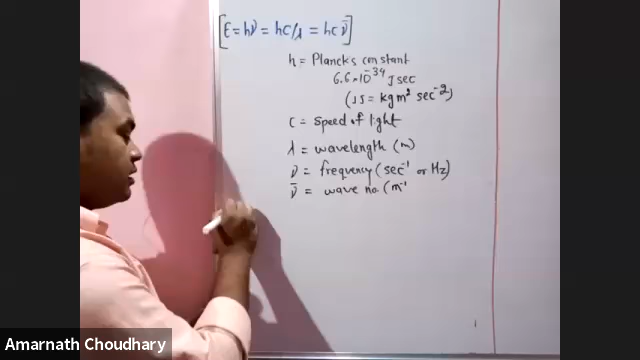 [E = hν = hc/λ = hc ν̄]
h = Plancks constant
6.6×10⁻³⁴ J sec
(1J = kg m² sec⁻²)
c = speed of light
λ = wavelength (m)
ν = frequency (sec⁻¹ or Hz)
ν̄ = wave no. (m⁻¹
Amarnath Choudhary